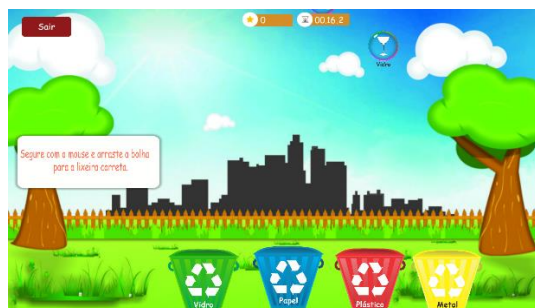 Sair
0
00.16.2
Vidro
Segure com o mouse e arraste a bolha
para a lixeira correta.
Vidro
Papel
Plástico
Metal